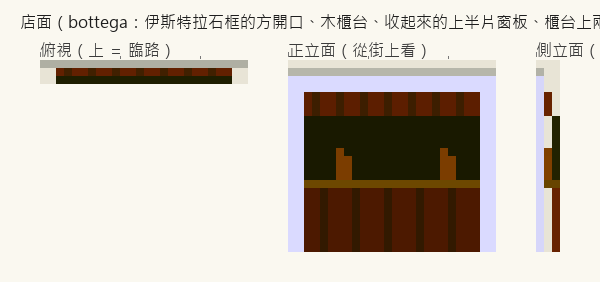 店面（bottega：伊斯特拉石框的方開口、木櫃台、收起來的上半片窗板、櫃台上兩
俯視（上 = 臨路）
正立面（從街上看）
側立面（